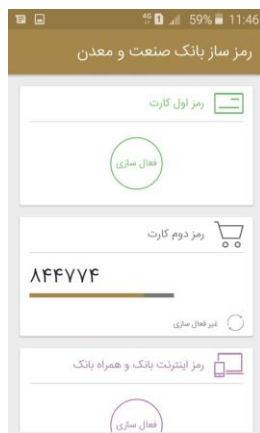 59% 11:46
رمز ساز بانک صنعت و معدن
رمز اول کارت
فعال سازی
رمز دوم کارت
۸۴۴۷۷۴
غیر فعال سازی
رمز اینترنت بانک و همراه بانک
فعال سازی